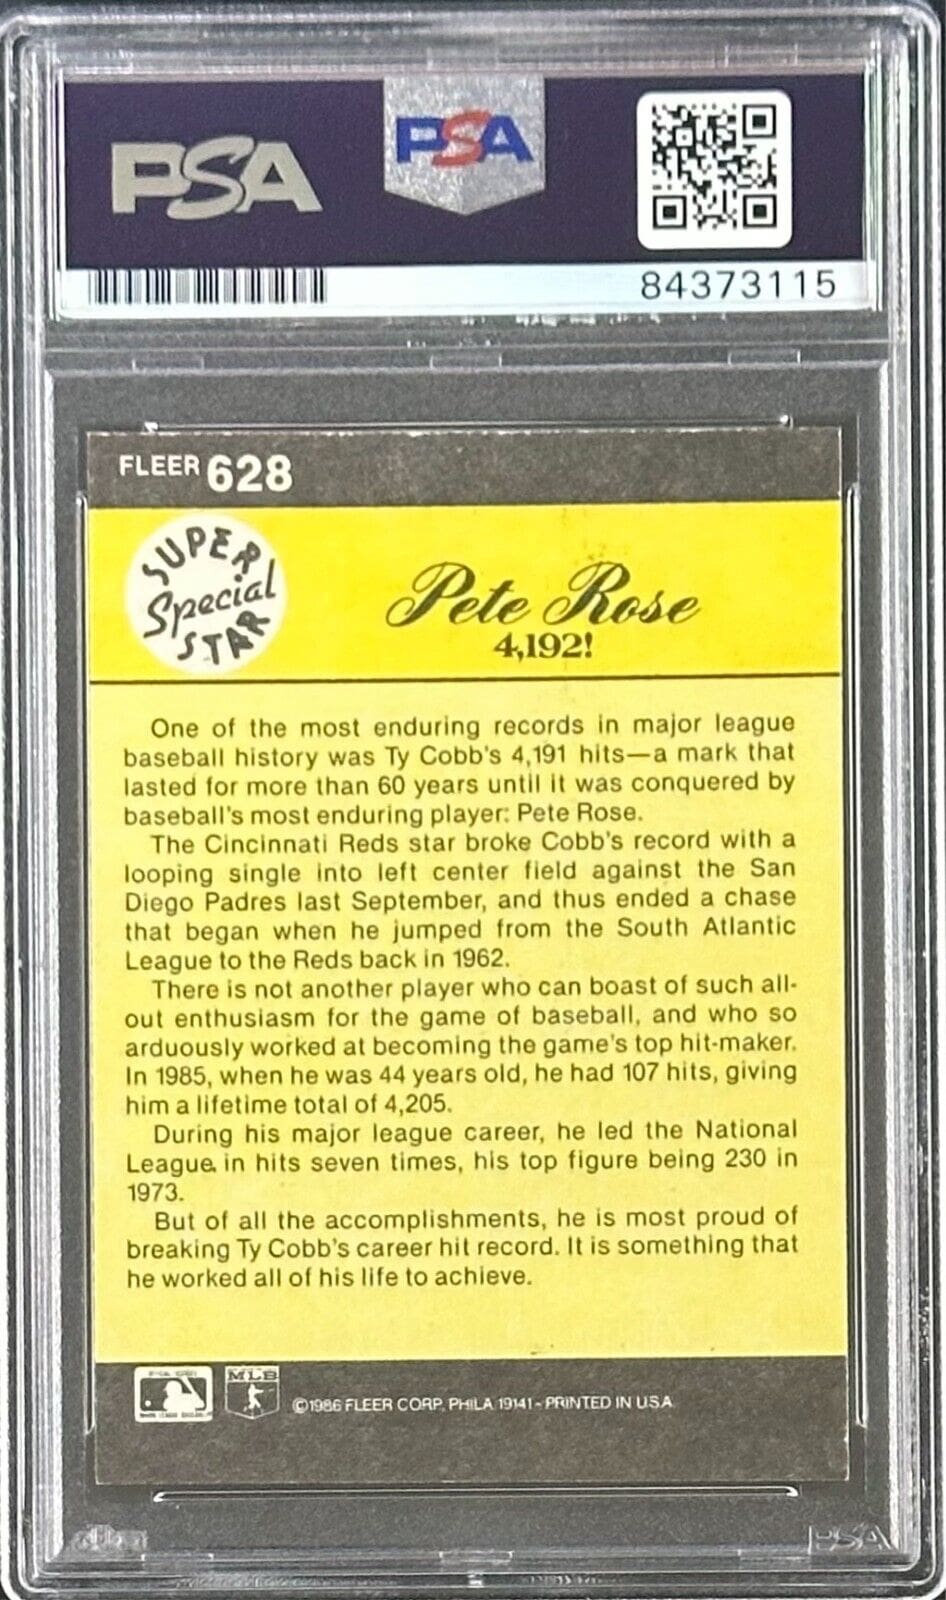 PSA
PSA
84373115
FLEER 628
SUPER
Special
STAR
Pete Rose
4,192!
One of the most enduring records in major league
baseball history was Ty Cobb's 4,191 hits—a mark that
lasted for more than 60 years until it was conquered by
baseball's most enduring player: Pete Rose.
The Cincinnati Reds star broke Cobb's record with a
looping single into left center field against the San
Diego Padres last September, and thus ended a chase
that began when he jumped from the South Atlantic
League to the Reds back in 1962.
There is not another player who can boast of such all-
out enthusiasm for the game of baseball, and who so
arduously worked at becoming the game's top hit-maker.
In 1985, when he was 44 years old, he had 107 hits, giving
him a lifetime total of 4,205.
During his major league career, he led the National
League. in hits seven times, his top figure being 230 in
1973.
But of all the accomplishments, he is most proud of
breaking Ty Cobb's career hit record. It is something that
he worked all of his life to achieve.
MLB
©1986 FLEER CORP. PHILA 19141 - PRINTED IN U.S.A.
PSA